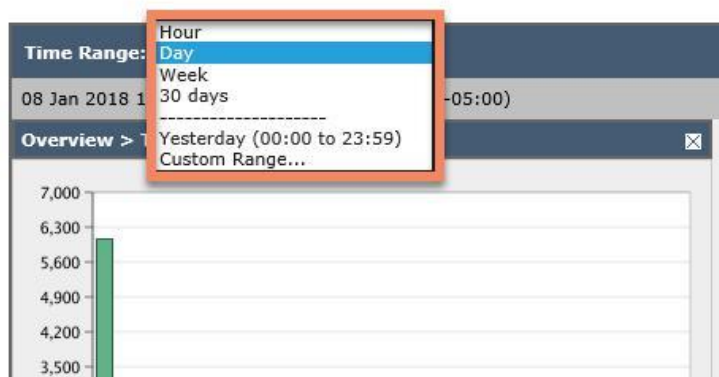 Time Range:
Hour
Day
Week
30 days
--------------------
Yesterday (00:00 to 23:59)
Custom Range...
08 Jan 2018 1
-05:00)
Overview >
7,000
6,300
5,600
4,900
4,200
3,500